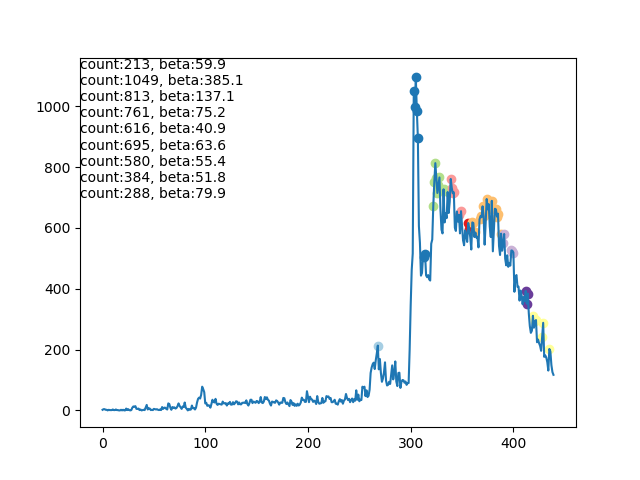 count:213, beta:59.9
count:1049, beta:385.1
count:813, beta:137.1
count:761, beta:75.2
count:616, beta:40.9
count:695, beta:63.6
count:580, beta:55.4
count:384, beta:51.8
count:288, beta:79.9
1000
800
600
400
200
0
0 100 200 300 400